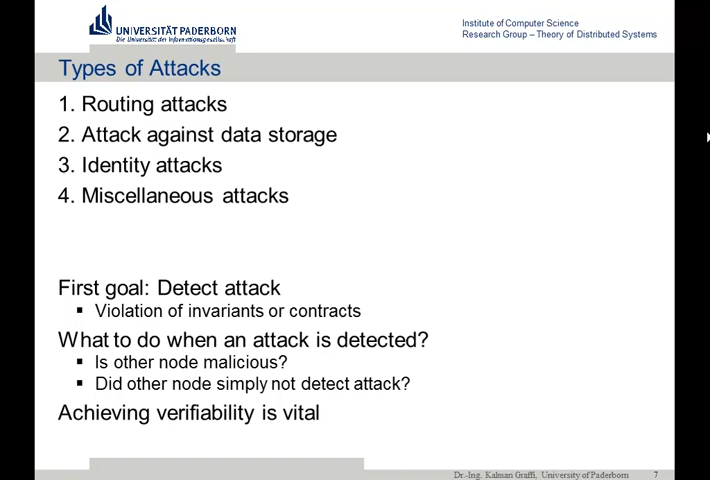 UNIVERSITÄT PADERBORN
Die Universität der Informationsgesellschaft
Institute of Computer Science
Research Group – Theory of Distributed Systems
Types of Attacks
1. Routing attacks
2. Attack against data storage
3. Identity attacks
4. Miscellaneous attacks
First goal: Detect attack
▪ Violation of invariants or contracts
What to do when an attack is detected?
▪ Is other node malicious?
▪ Did other node simply not detect attack?
Achieving verifiability is vital
Dr.-Ing. Kalman Graffi, University of Paderborn 7